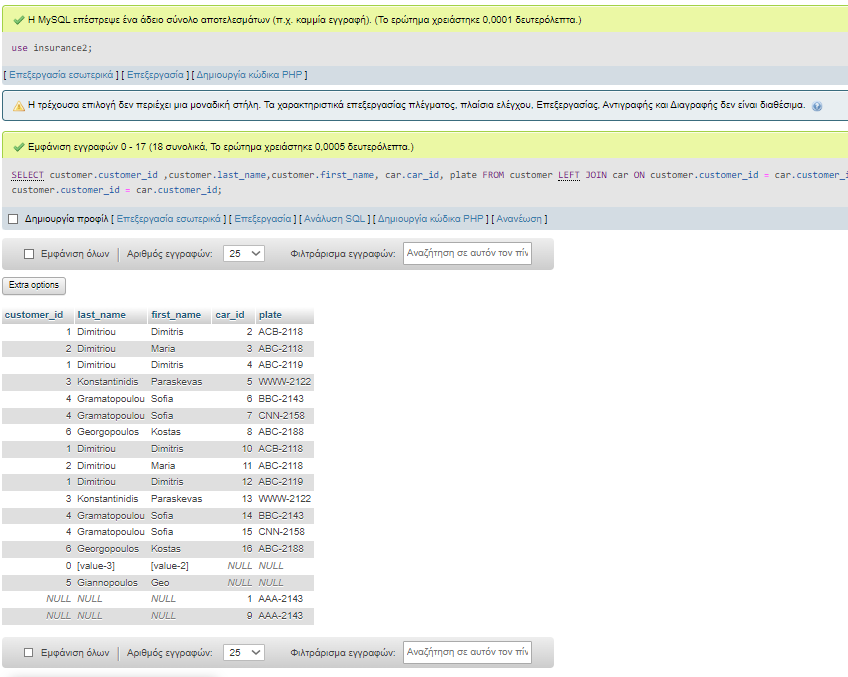 Η MySQL επέστρεψε ένα άδειο σύνολο αποτελεσμάτων (π.χ. καμμία εγγραφή). (Το ερώτημα χρειάστηκε 0,0001 δευτερόλεπτα.)
use insurance2;
[ Επεξεργασία εσωτερικά ] [ Επεξεργασία ] [ Δημιουργία κώδικα PHP ]
Η τρέχουσα επιλογή δεν περιέχει μια μοναδική στήλη. Τα χαρακτηριστικά επεξεργασίας πλέγματος, πλαίσια ελέγχου, Επεξεργασίας, Αντιγραφής και Διαγραφής δεν είναι διαθέσιμα.
Εμφάνιση εγγραφών 0 - 17 (18 συνολικά, Το ερώτημα χρειάστηκε 0,0005 δευτερόλεπτα.)
SELECT customer.customer_id ,customer.last_name,customer.first_name, car.car_id, plate FROM customer LEFT JOIN car ON customer.customer_id = car.customer_i
customer.customer_id = car.customer_id;
Δημιουργία προφίλ [ Επεξεργασία εσωτερικά ] [ Επεξεργασία ] [ Ανάλυση SQL ] [ Δημιουργία κώδικα PHP ] [ Ανανέωση ]
Εμφάνιση όλων | Αριθμός εγγραφών: 25 Φιλτράρισμα εγγραφών: Αναζήτηση σε αυτόν τον πίν
Extra options
customer_id last_name first_name car_id plate
1 Dimitriou Dimitris 2 ACB-2118
2 Dimitriou Maria 3 ABC-2118
1 Dimitriou Dimitris 4 ABC-2119
3 Konstantinidis Paraskevas 5 WWW-2122
4 Gramatopoulou Sofia 6 BBC-2143
4 Gramatopoulou Sofia 7 CNN-2158
6 Georgopoulos Kostas 8 ABC-2188
1 Dimitriou Dimitris 10 ACB-2118
2 Dimitriou Maria 11 ABC-2118
1 Dimitriou Dimitris 12 ABC-2119
3 Konstantinidis Paraskevas 13 WWW-2122
4 Gramatopoulou Sofia 14 BBC-2143
4 Gramatopoulou Sofia 15 CNN-2158
6 Georgopoulos Kostas 16 ABC-2188
0 [value-3] [value-2] NULL NULL
5 Giannopoulos Geo NULL NULL
NULL NULL NULL 1 AAA-2143
NULL NULL NULL 9 AAA-2143
Εμφάνιση όλων | Αριθμός εγγραφών: 25 Φιλτράρισμα εγγραφών: Αναζήτηση σε αυτόν τον πίν